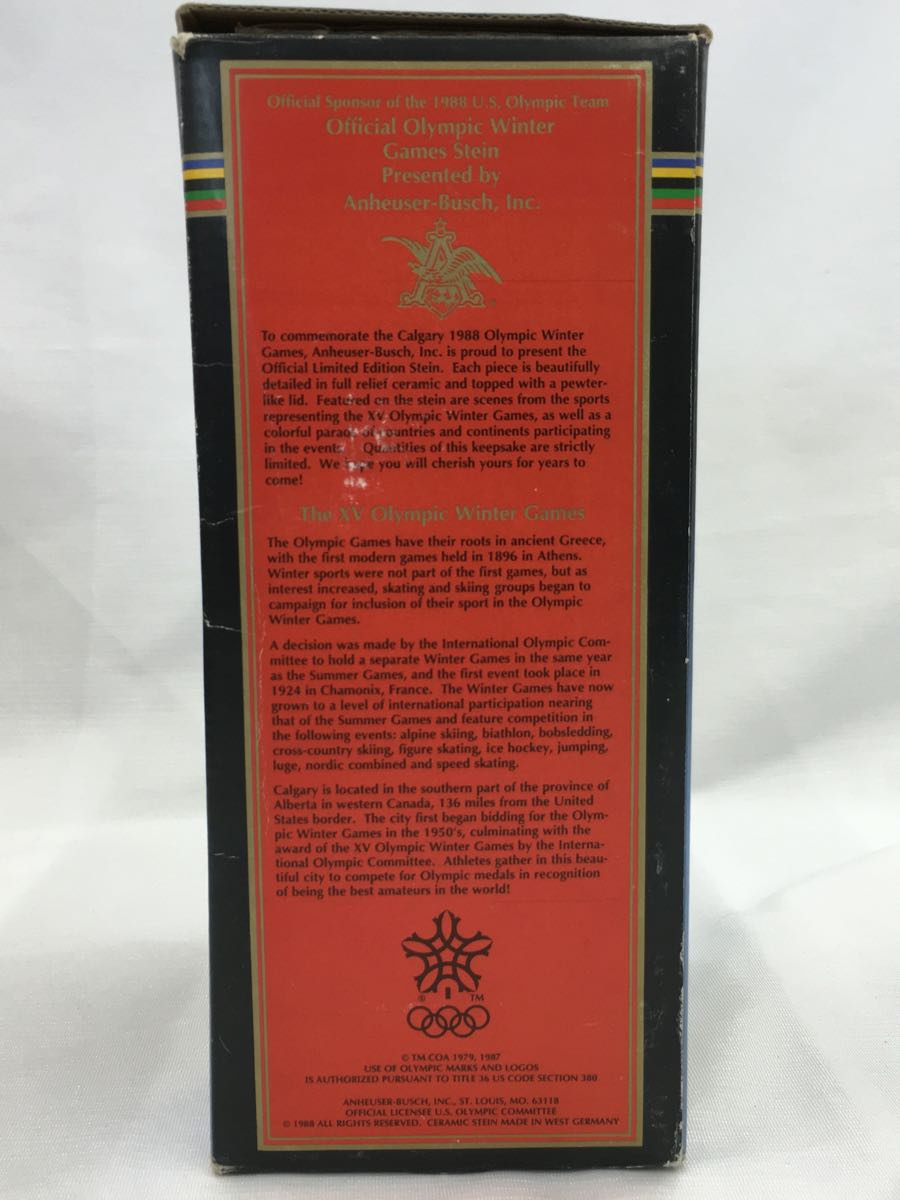 Official Sponsor of the 1988 U.S. Olympic Team
Official Olympic Winter
Games Stein
Presented by
Anheuser-Busch, Inc.
A
To commemorate the Calgary 1988 Olympic Winter
Games, Anheuser-Busch, Inc. is proud to present the
Official Limited Edition Stein. Each piece is beautifully
detailed in full relief ceramic and topped with a pewter-
like lid. Featured on the stein are scenes from the sports
representing the XV Olympic Winter Games, as well as a
colorful parade of countries and continents participating
in the events. Quantities of this keepsake are strictly
limited. We hope you will cherish yours for years to
come!
The XV Olympic Winter Games
The Olympic Games have their roots in ancient Greece,
with the first modern games held in 1896 in Athens.
Winter sports were not part of the first games, but as
interest increased, skating and skiing groups began to
campaign for inclusion of their sport in the Olympic
Winter Games.
A decision was made by the International Olympic Com-
mittee to hold a separate Winter Games in the same year
as the Summer Games, and the first event took place in
1924 in Chamonix, France. The Winter Games have now
grown to a level of international participation nearing
that of the Summer Games and feature competition in
the following events: alpine skiing, biathlon, bobsledding,
cross-country skiing, figure skating, ice hockey, jumping,
luge, nordic combined and speed skating.
Calgary is located in the southern part of the province of
Alberta in western Canada, 136 miles from the United
States border. The city first began bidding for the Olym-
pic Winter Games in the 1950's, culminating with the
award of the XV Olympic Winter Games by the Interna-
tional Olympic Committee. Athletes gather in this beau-
tiful city to compete for Olympic medals in recognition
of being the best amateurs in the world!
® TM
© TM COA 1979, 1987
USE OF OLYMPIC MARKS AND LOGOS
IS AUTHORIZED PURSUANT TO TITLE 36 US CODE SECTION 380
ANHEUSER-BUSCH, INC., ST. LOUIS, MO. 63118
OFFICIAL LICENSEE U.S. OLYMPIC COMMITTEE
© 1988 ALL RIGHTS RESERVED. CERAMIC STEIN MADE IN WEST GERMANY